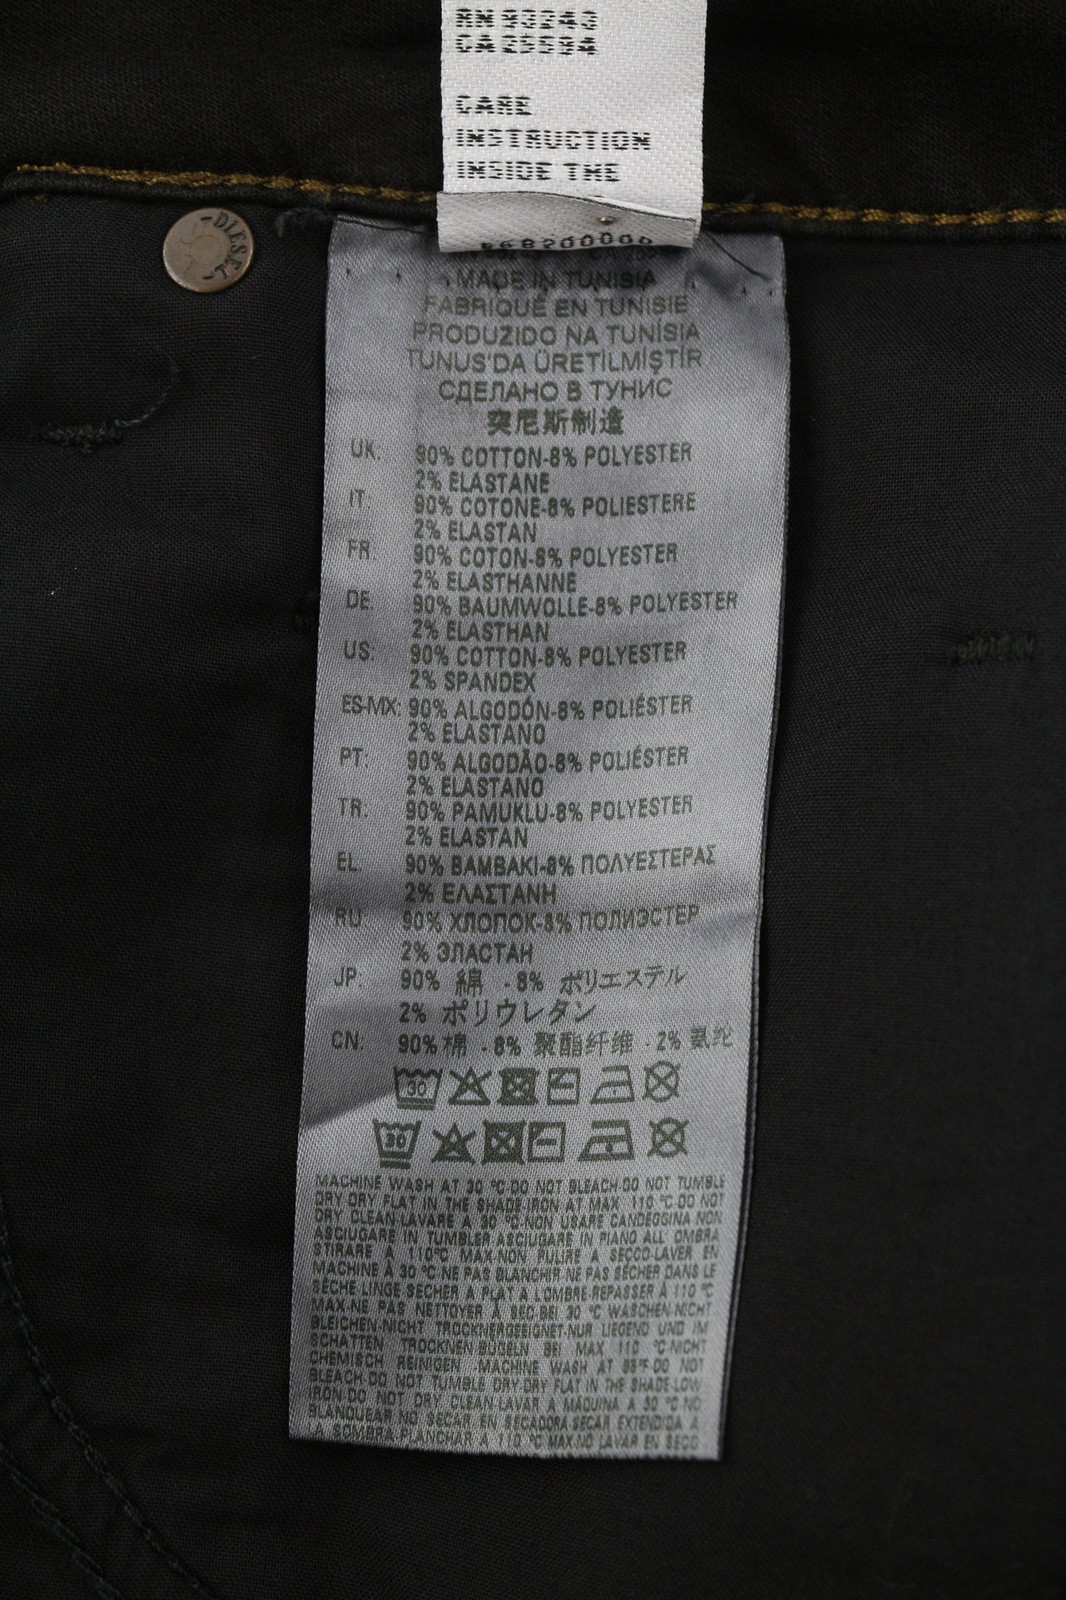 RN 93243
CA 25594
CARE
INSTRUCTION
INSIDE THE
DIESEL
MADE IN TUNISIA
FABRIQUÉ EN TUNISIE
PRODUZIDO NA TUNÍSIA
TUNUS'DA ÜRETİLMİŞTİR
СДЕЛАНО В ТУНИС
突尼斯制造
UK: 90% COTTON-8% POLYESTER
2% ELASTANE
IT 90% COTONE-8% POLIESTERE
2% ELASTAN
FR 90% COTON-8% POLYESTER
2% ELASTHANNE
DE: 90% BAUMWOLLE-8% POLYESTER
2% ELASTHAN
US: 90% COTTON-8% POLYESTER
2% SPANDEX
ES-MX: 90% ALGODÓN-8% POLIÉSTER
2% ELASTANO
PT: 90% ALGODÃO-8% POLIÉSTER
2% ELASTANO
TR: 90% PAMUKLU-8% POLYESTER
2% ELASTAN
EL 90% ΒΑΜΒΑΚΙ-8% ΠΟΛΥΕΣΤΕΡΑΣ
2% ΕΛΑΣΤΑΝΗ
RU 90% ХЛОПОК-8% ПОЛИЭСТЕР
2% ЭЛАСТАН
JP: 90% 綿 - 8% ポリエステル
2% ポリウレタン
CN: 90% 棉 - 8% 聚酯纤维 - 2% 氨纶
30
30
MACHINE WASH AT 30 °C-DO NOT BLEACH-DO NOT TUMBLE
DRY-DRY FLAT IN THE SHADE-IRON AT MAX 110 °C-DO NOT
DRY CLEAN-LAVARE A 30 °C-NON USARE CANDEGGINA NON
ASCIUGARE IN TUMBLER-ASCIUGARE IN PIANO ALL' OMBRA
STIRARE A 110°C MAX-NON PULIRE A SECCO-LAVER EN
MACHINE À 30 °C NE PAS BLANCHIR-NE PAS SÉCHER DANS LE
SÈCHE-LINGE SÉCHER À PLAT À L'OMBRE-REPASSER À 110 °C
MAX-NE PAS NETTOYER À SEC-BEI 30 °C WASCHEN-NICHT
BLEICHEN-NICHT TROCKNERGEEIGNET-NUR LIEGEND UND IM
SCHATTEN TROCKNEN-BÜGELN BEI MAX 110 °C-NICHT
CHEMISCH REINIGEN MACHINE WASH AT 86°F-DO NOT
BLEACH-DO NOT TUMBLE DRY-DRY FLAT IN THE SHADE-LOW
IRON-DO NOT DRY CLEAN-LAVAR A MÁQUINA A 30 °C-NO
BLANQUEAR NO SECAR EN SECADORA-SECAR EXTENDIDA A
SOMBRA PLANCHAR A 110 °C MAX-NO LAVAR EN SECO